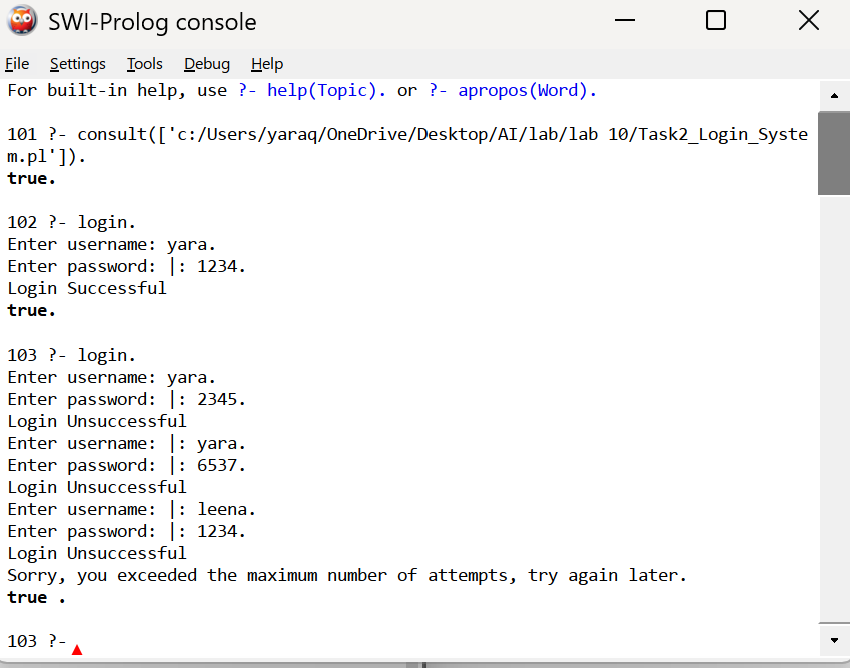 SWI-Prolog console
File Settings Tools Debug Help
For built-in help, use ?- help(Topic). or ?- apropos(Word).
101 ?- consult(['c:/Users/yaraq/OneDrive/Desktop/AI/lab/lab 10/Task2_Login_Syste
m.pl']).
true.
102 ?- login.
Enter username: yara.
Enter password: |: 1234.
Login Successful
true.
103 ?- login.
Enter username: yara.
Enter password: |: 2345.
Login Unsuccessful
Enter username: |: yara.
Enter password: |: 6537.
Login Unsuccessful
Enter username: |: leena.
Enter password: |: 1234.
Login Unsuccessful
Sorry, you exceeded the maximum number of attempts, try again later.
true .
103 ?-